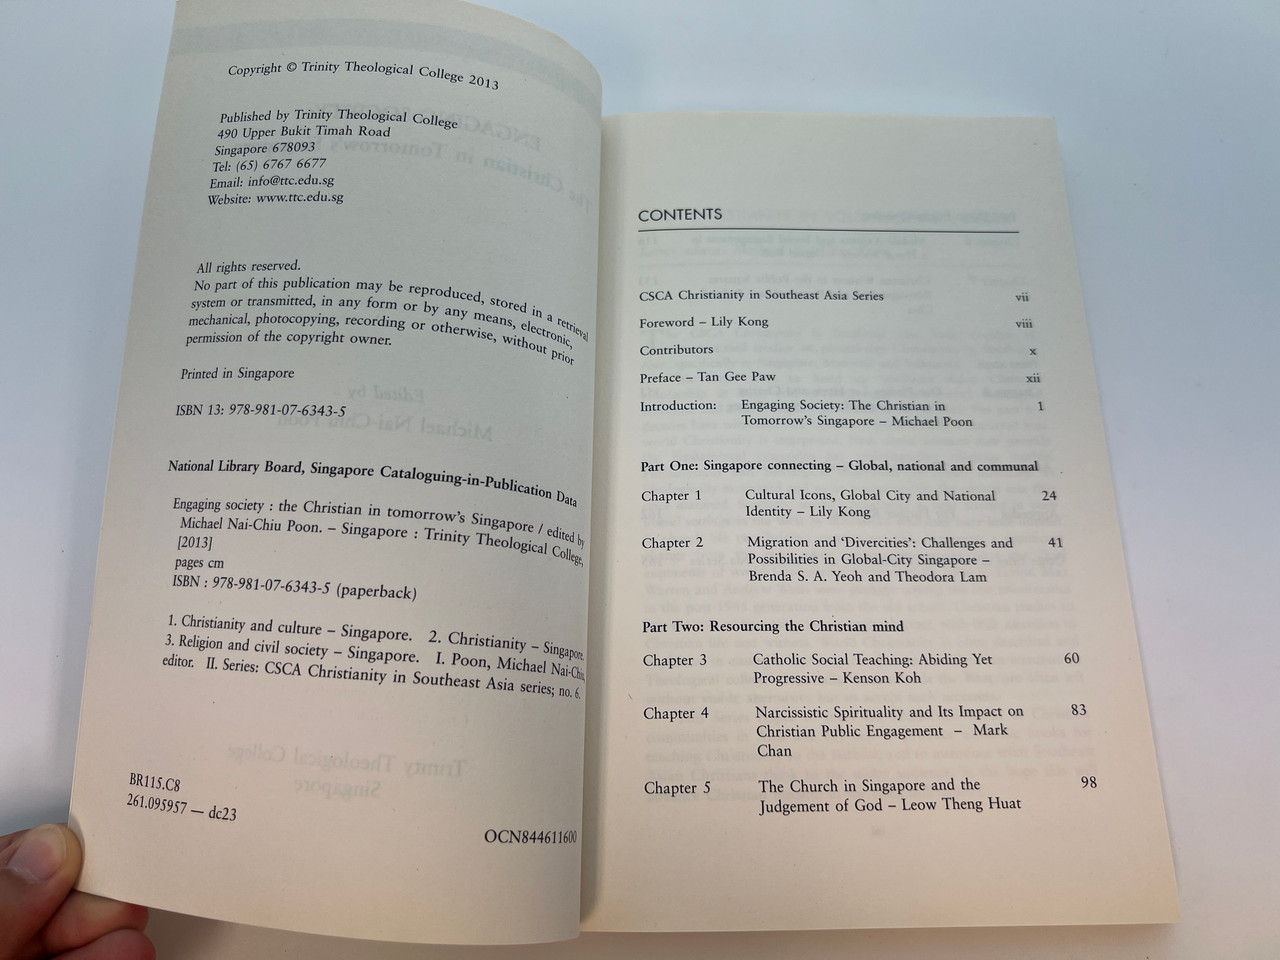 Copyright © Trinity Theological College 2013
Published by Trinity Theological College
490 Upper Bukit Timah Road
Singapore 678093
Tel: (65) 6767 6677
Email: info@ttc.edu.sg
Website: www.ttc.edu.sg
All rights reserved.
No part of this publication may be reproduced, stored in a retrieval
system or transmitted, in any form or by any means, electronic,
mechanical, photocopying, recording or otherwise, without prior
permission of the copyright owner.
Printed in Singapore
ISBN 13: 978-981-07-6343-5
National Library Board, Singapore Cataloguing-in-Publication Data
Engaging society : the Christian in tomorrow's Singapore / edited by
Michael Nai-Chiu Poon. – Singapore : Trinity Theological College,
[2013]
pages cm
ISBN : 978-981-07-6343-5 (paperback)
1. Christianity and culture – Singapore. 2. Christianity – Singapore.
3. Religion and civil society – Singapore. I. Poon, Michael Nai-Chiu,
editor. II. Series: CSCA Christianity in Southeast Asia series; no. 6.
BR115.C8
261.095957 — dc23
OCN844611600
CONTENTS
CSCA Christianity in Southeast Asia Series vii
Foreword – Lily Kong viii
Contributors x
Preface – Tan Gee Paw xii
Introduction: Engaging Society: The Christian in 1
Tomorrow's Singapore – Michael Poon
Part One: Singapore connecting – Global, national and communal
Chapter 1 Cultural Icons, Global City and National 24
Identity – Lily Kong
Chapter 2 Migration and 'Divercities': Challenges and 41
Possibilities in Global-City Singapore –
Brenda S. A. Yeoh and Theodora Lam
Part Two: Resourcing the Christian mind
Chapter 3 Catholic Social Teaching: Abiding Yet 60
Progressive – Kenson Koh
Chapter 4 Narcissistic Spirituality and Its Impact on 83
Christian Public Engagement – Mark
Chan
Chapter 5 The Church in Singapore and the 98
Judgement of God – Leow Theng Huat